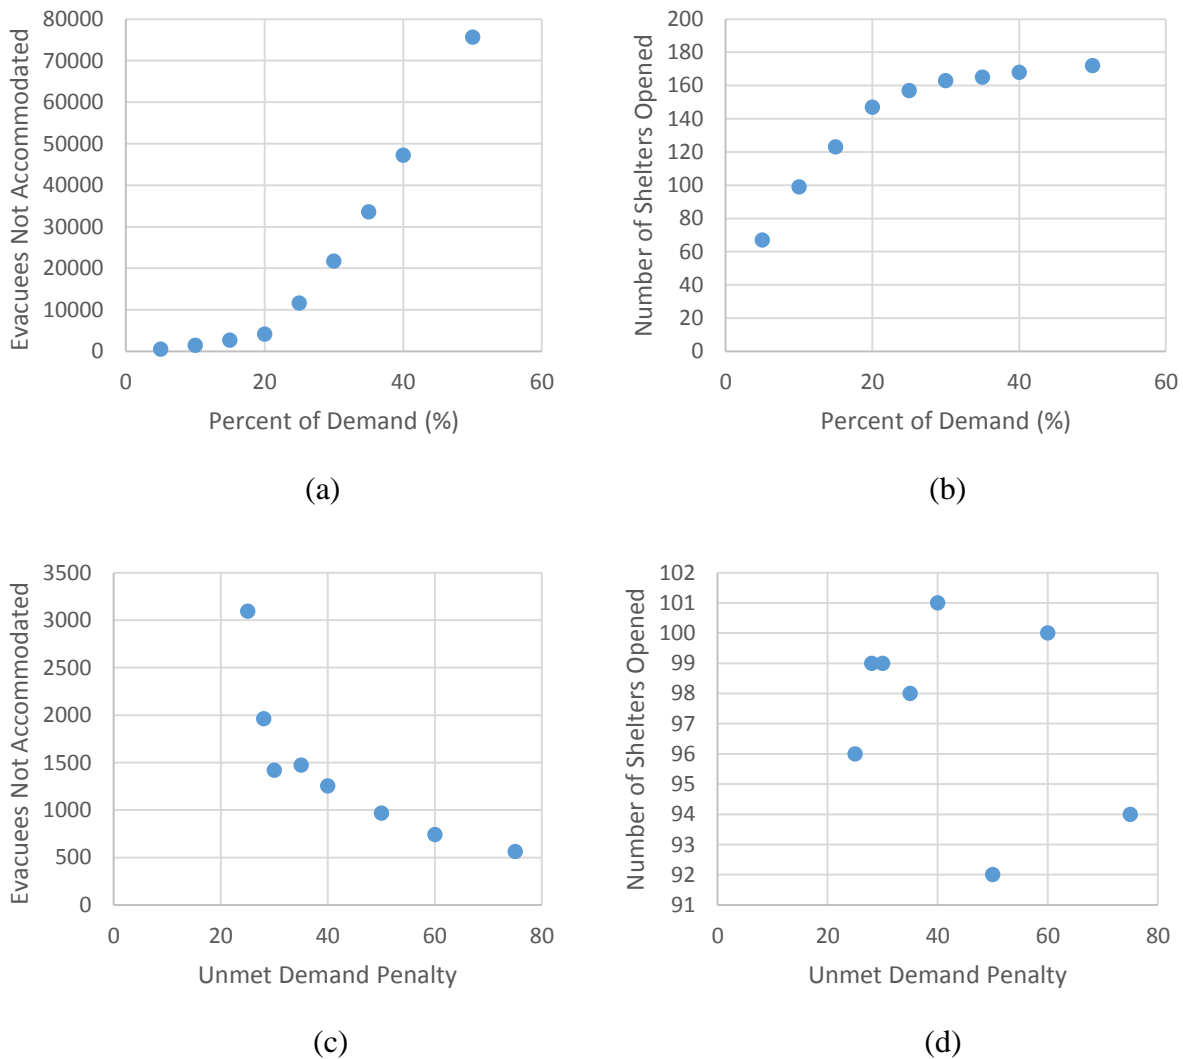 Evacuees Not Accommodated
80000
70000
60000
50000
40000
30000
20000
10000
0
0 20 40 60
Percent of Demand (%)
(a)
Number of Shelters Opened
200
180
160
140
120
100
80
60
40
20
0
0 20 40 60
Percent of Demand (%)
(b)
Evacuees Not Accommodated
3500
3000
2500
2000
1500
1000
500
0
0 20 40 60 80
Unmet Demand Penalty
(c)
Number of Shelters Opened
102
101
100
99
98
97
96
95
94
93
92
91
0 20 40 60 80
Unmet Demand Penalty
(d)